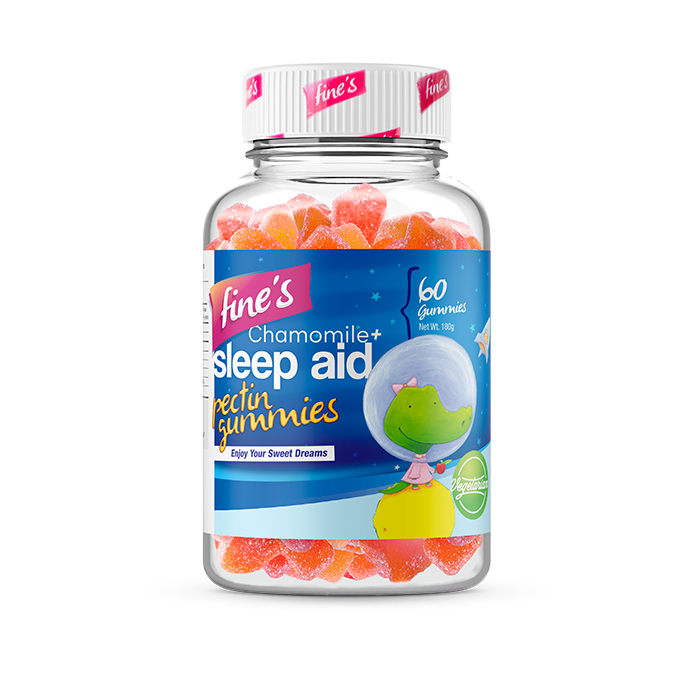 fine's
fine's
fine's
fine's
Chamomile+
sleep aid
pectin
gummies
Enjoy Your Sweet Dreams
60
Gummies
Net Wt. 180g
Vegetarian